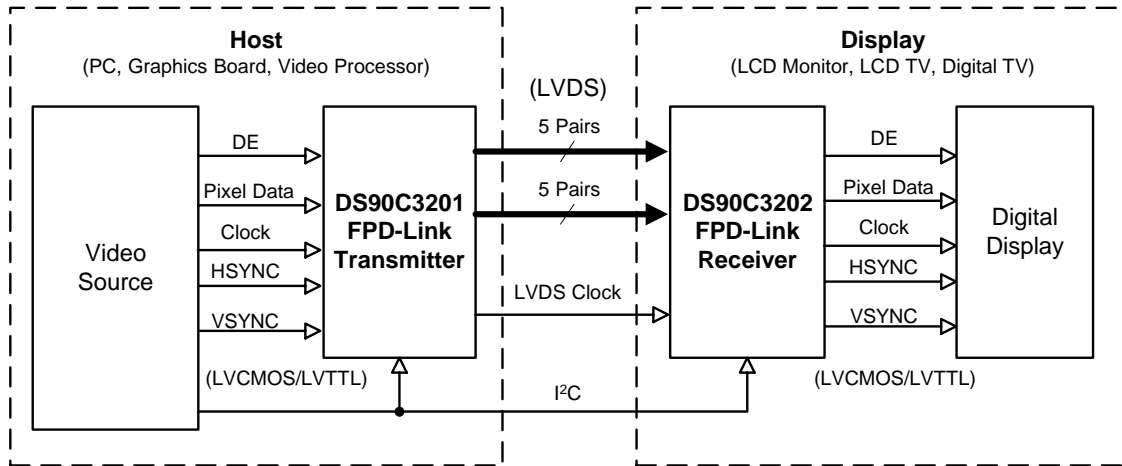 Host
(PC, Graphics Board, Video Processor)
Display
(LCD Monitor, LCD TV, Digital TV)
(LVDS)
5 Pairs
5 Pairs
LVDS Clock
Video
Source
DE
Pixel Data
Clock
HSYNC
VSYNC
(LVCMOS/LVTTL)
DS90C3201
FPD-Link
Transmitter
DS90C3202
FPD-Link
Receiver
DE
Pixel Data
Clock
HSYNC
VSYNC
(LVCMOS/LVTTL)
Digital
Display
I²C